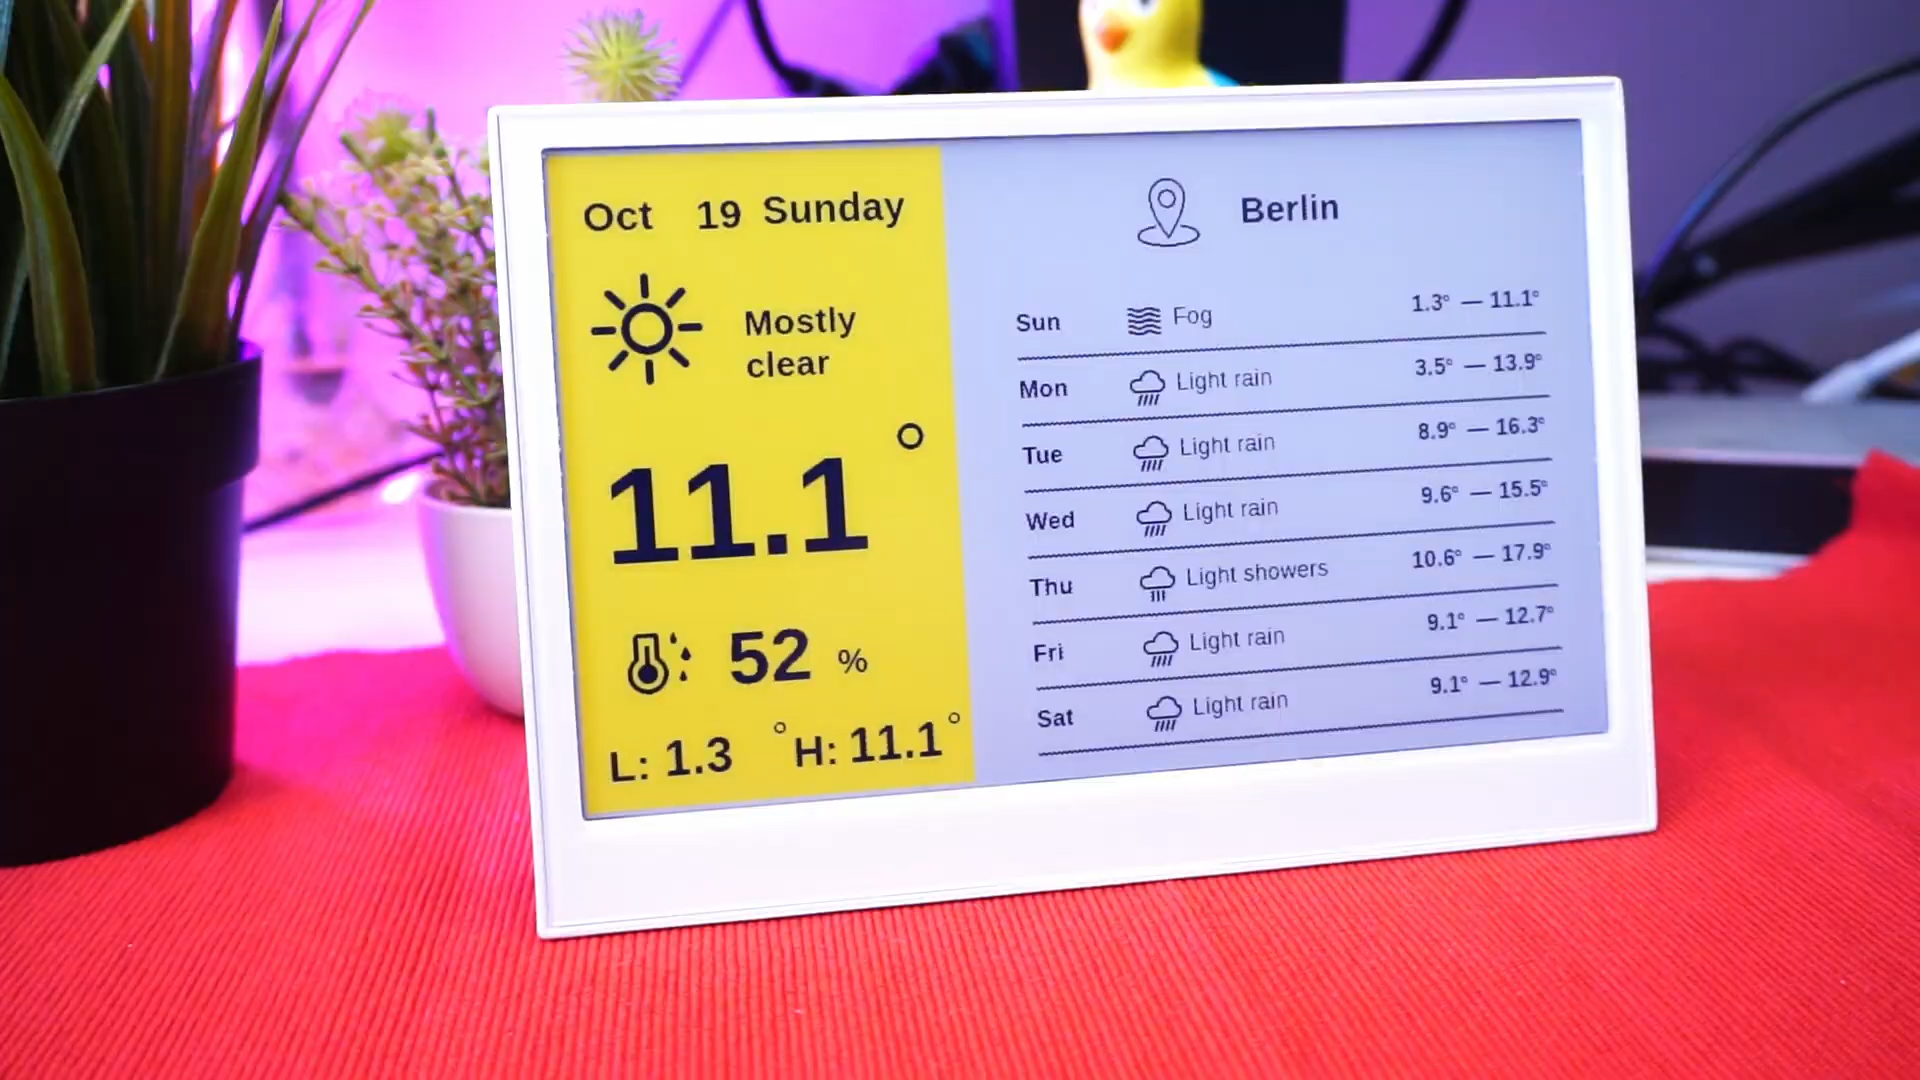 Oct 19 Sunday
Mostly
clear
11.1°
52 %
L: 1.3 ° H: 11.1°
Berlin
Sun Fog 1.3° — 11.1°
Mon Light rain 3.5° — 13.9°
Tue Light rain 8.9° — 16.3°
Wed Light rain 9.6° — 15.5°
Thu Light showers 10.6° — 17.9°
Fri Light rain 9.1° — 12.7°
Sat Light rain 9.1° — 12.9°